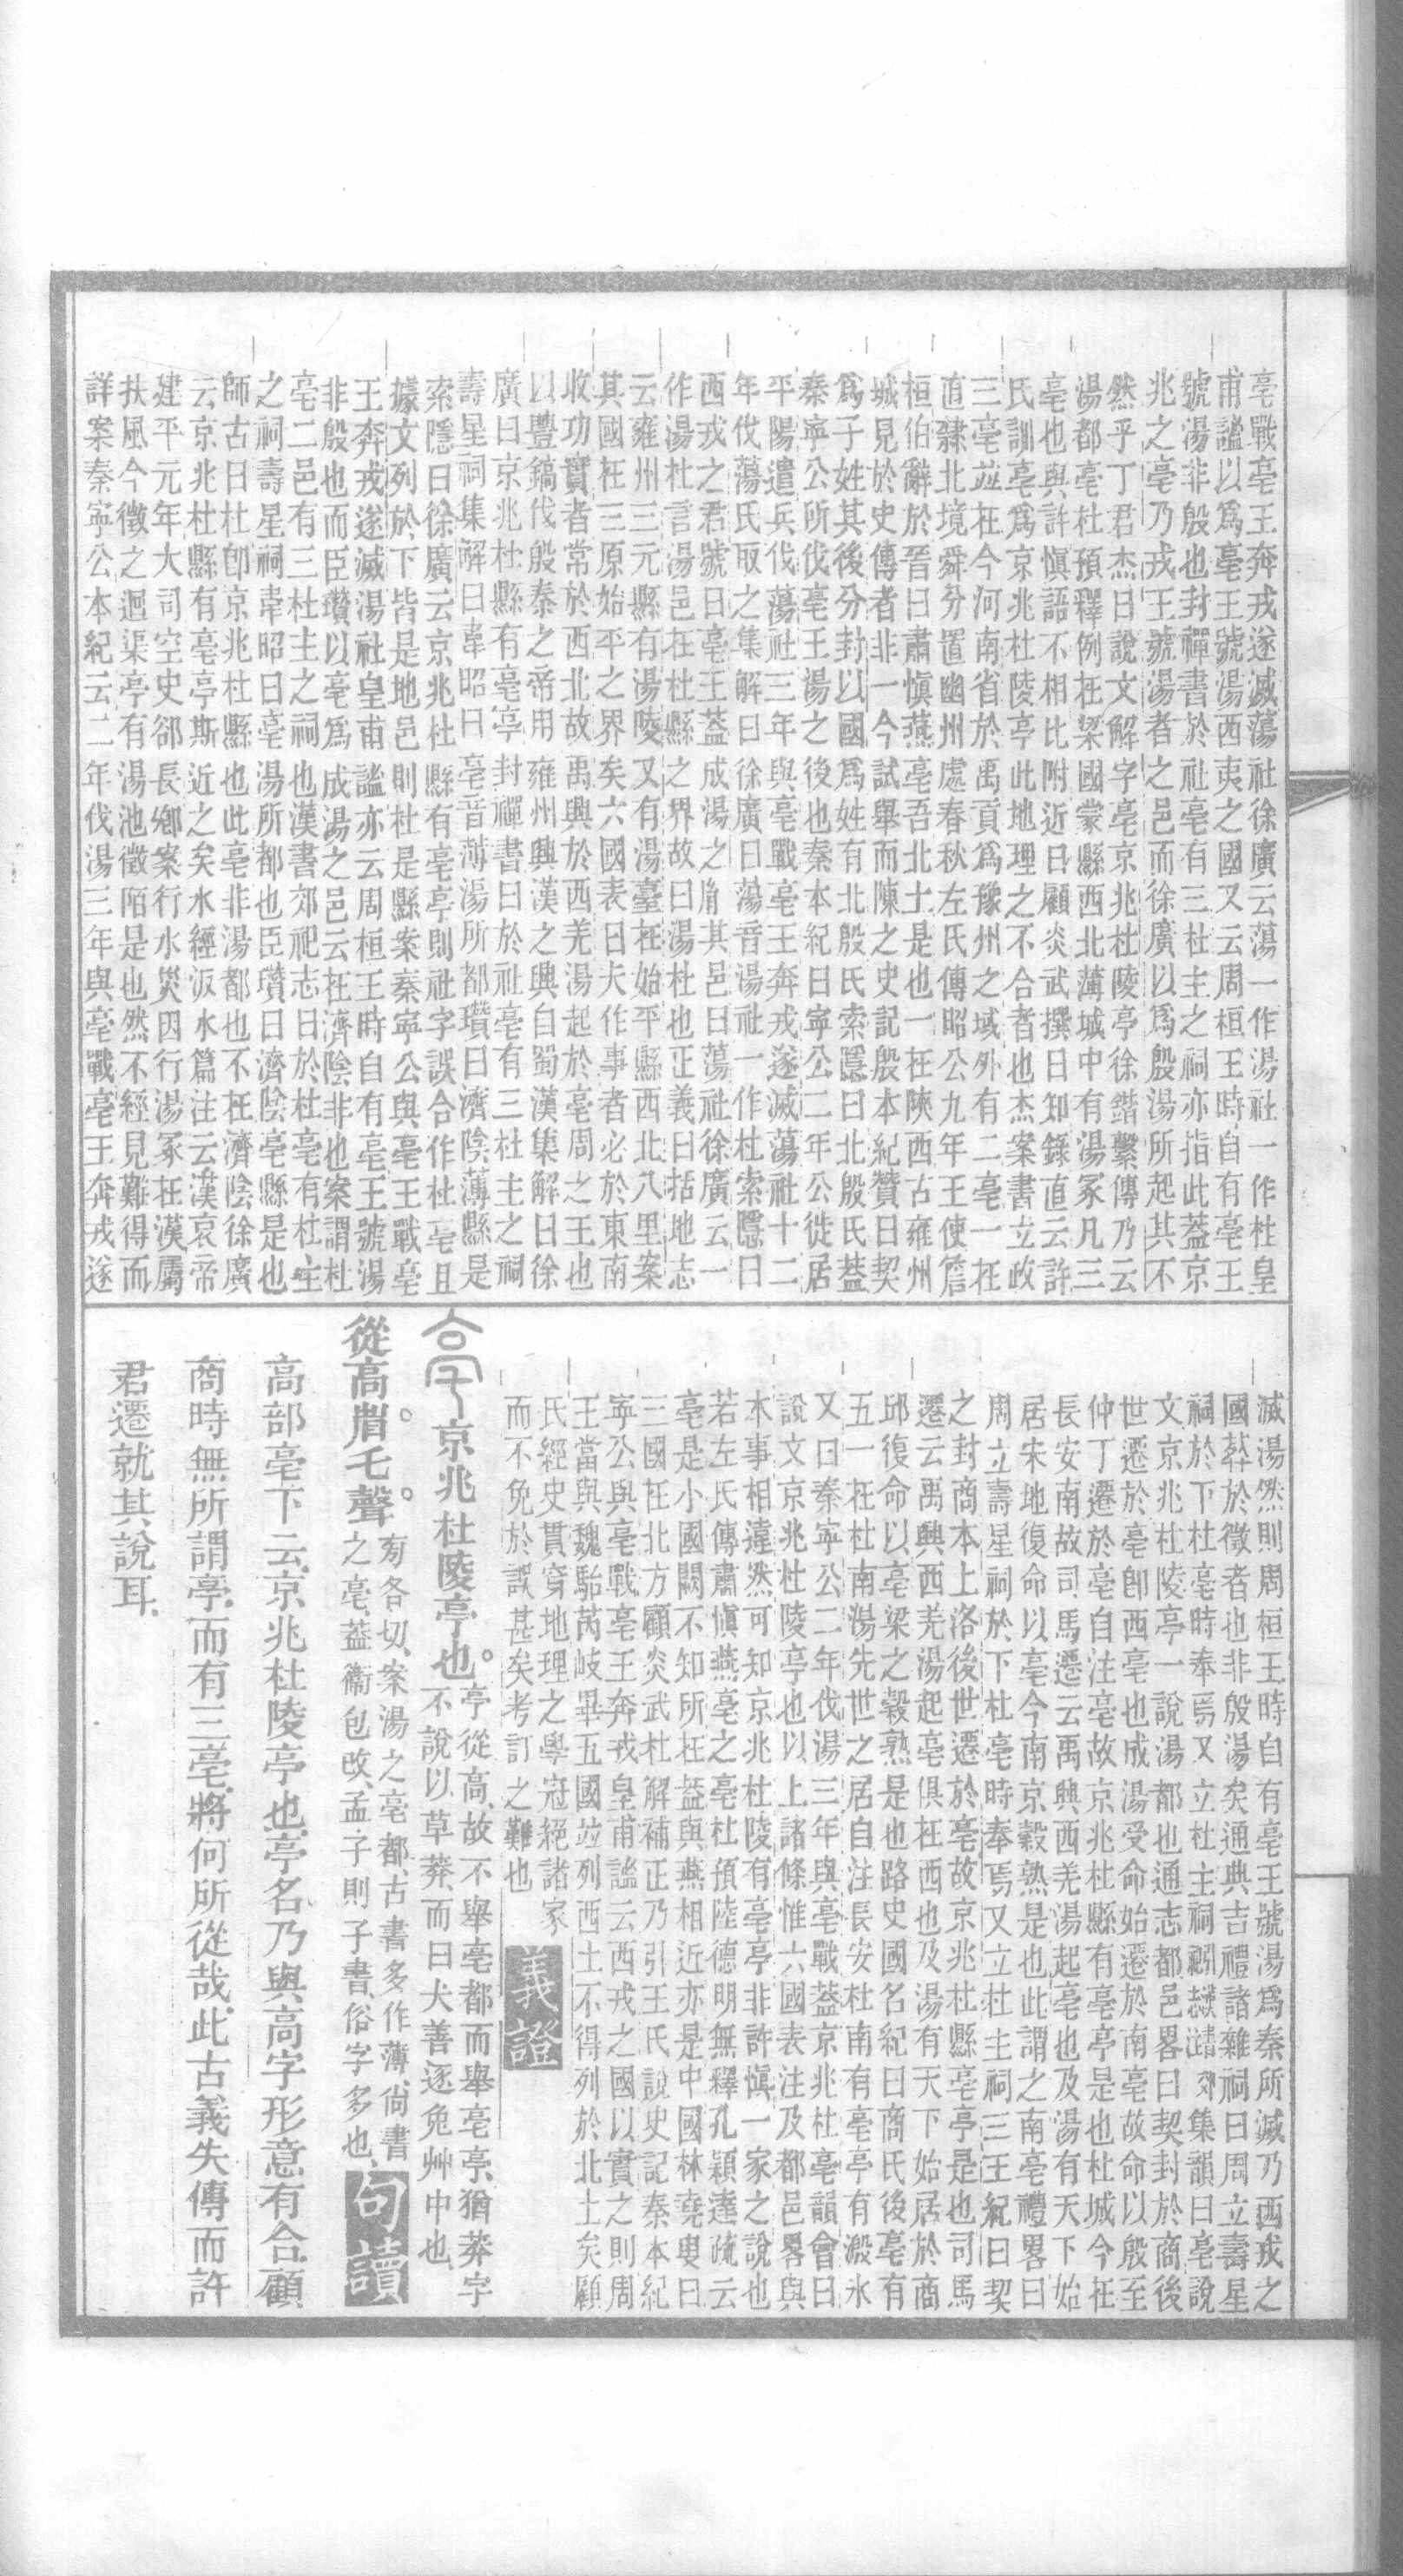 亳戰亳王奔戎遂滅蕩社徐廣云蕩一作湯社一作杜皇
甫謐以爲亳王號湯西夷之國又云周桓王時自有亳王
號湯非殷也封禪書於社亳有三杜主之祠亦指此葢京
兆之亳乃戎王號湯者之邑而徐廣以爲殷湯所起其不
然乎丁君杰曰說文解字亳京兆杜陵亭徐鍇繫傳乃云
湯都亳杜預釋例在梁國蒙縣西北薄城中有湯冢凡三
亳也與許愼語不相比附近日顧炎武撰日知錄直云許
氏訓亳爲京兆杜陵亭此地理之不合者也杰案書立政
三亳竝在今河南省於禹貢爲豫州之域外有二亳一在
直隸北境舜分置幽州處春秋左氏傳昭公九年王使詹
桓伯辭於晉曰肅愼燕亳吾北土是也一在陝西古雍州
城見於史傳者非一今試舉而陳之史記殷本紀贊曰契
爲子姓其後分封以國爲姓有北殷氏索隱曰北殷氏葢
秦寧公所伐亳王湯之後也秦本紀曰寧公二年公徙居
平陽遣兵伐蕩社三年與亳戰亳王奔戎遂滅蕩社十二
年伐蕩氏取之集解曰徐廣曰蕩音湯社一作杜索隱曰
西戎之君號曰亳王葢成湯之胤其邑曰蕩社徐廣云一
作湯杜言湯邑在杜縣之界故曰湯杜也正義曰括地志
云雍州三元縣有湯陵又有湯臺在始平縣西北八里案
其國在三原始平之界矣六國表曰夫作事者必於東南
收功實者常於西北故禹興於西羌湯起於亳周之王也
以豐鎬伐殷秦之帝用雍州興漢之興自蜀漢集解曰徐
廣曰京兆杜縣有亳亭封禪書曰於社亳有三杜主之祠
壽星祠集解曰韋昭曰亳音薄湯所都瓚曰濟陰薄縣是
索隱曰徐廣云京兆杜縣有亳亭則社字誤合作杜亳且
據文列於下皆是地邑則杜是縣案秦寧公與亳王戰亳
王奔戎遂滅湯社皇甫謐亦云周桓王時自有亳王號湯
非殷也而臣瓚以亳爲成湯之邑云在濟陰非也案謂杜
亳二邑有三杜主之祠也漢書郊祀志曰於杜亳有杜主
之祠壽星祠韋昭曰亳湯所都也臣瓚曰濟陰亳縣是也
師古曰杜卽京兆杜縣也此亳非湯都也不在濟陰徐廣
云京兆杜縣有亳亭斯近之矣水經汳水篇注云漢哀帝
建平元年大司空史郤長鄕案行水災因行湯冢在漢屬
扶風今徵之迴渠亭有湯池徵陌是也然不經見難得而
詳案秦寧公本紀云二年伐湯三年與亳戰亳王奔戎遂
滅湯然則周桓王時自有亳王號湯爲秦所滅乃西戎之
國葬於徵者也非殷湯矣通典吉禮諸雜祠曰周立壽星
祠於下杜亳時奉焉又立杜主祠集韻曰亳說
文京兆杜陵亭一說湯都也通志都邑畧曰契封於商後
世遷於亳卽西亳也成湯受命始遷於南亳故命以殷至
仲丁遷於亳自注亳故京兆杜縣有亳亭是也杜城今在
長安南故司馬遷云禹興西羌湯起亳也及湯有天下始
居宋地復命以亳今南京穀熟是也此謂之南亳禮畧曰
周立壽星祠於下杜亳時奉焉又立杜主祠三王紀曰契
之封商本上洛後世遷於亳故京兆杜縣亳亭是也司馬
遷云禹興西羌湯起亳俱在西也及湯有天下始居於商
邱復命以亳梁之穀熟是也路史國名紀曰商氏後亳有
五一在杜南湯先世之居自注長安杜南有亳亭有溵水
又曰秦寧公二年伐湯三年與亳戰葢京兆杜亳韻會曰
說文京兆杜陵亭也以上諸條惟六國表注及都邑畧與
本事相違然可知京兆杜陵有亳亭非許愼一家之說也
若左氏傳肅愼燕亳之亳杜預陸德明無釋孔穎達疏云
亳是小國闕不知所在葢與燕相近亦是中國林堯叟曰
三國在北方顧炎武杜解補正乃引王氏說史記秦本紀
寧公與亳戰亳王奔戎皇甫謐云西戎之國以實之則周
王當與魏駘芮岐畢五國竝列西土不得列於北土矣顧
氏經史貫穿地理之學冠絕諸家
而不免於誤甚矣考訂之難也 義證
亭京兆杜陵亭也。亭從高故不舉亳都而舉亳亭猶莽字
不說以草莽而曰犬善逐兔艸中也
從高。省乇聲。㫄各切案湯之亳都古書多作薄尙書
之亳葢衞包改孟子則子書俗字多也 句讀
高部亳下云京兆杜陵亭也亭名乃與高字形意有合顧
商時無所謂亭而有三亳將何所從哉此古義失傳而許
君遷就其說耳